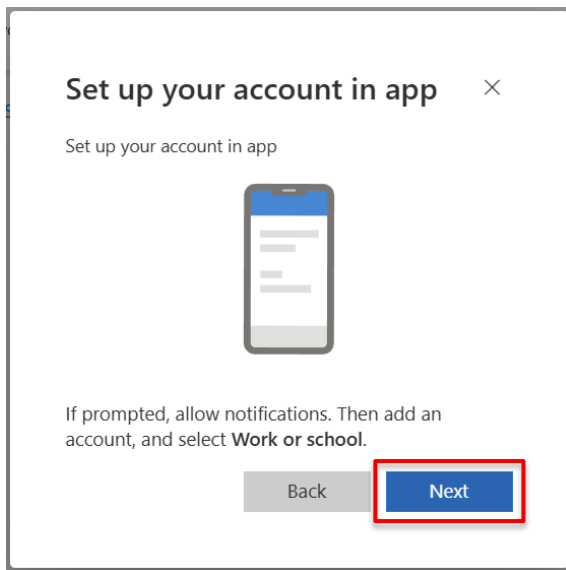 Set up your account in app
Set up your account in app
If prompted, allow notifications. Then add an
account, and select Work or school.
Back
Next